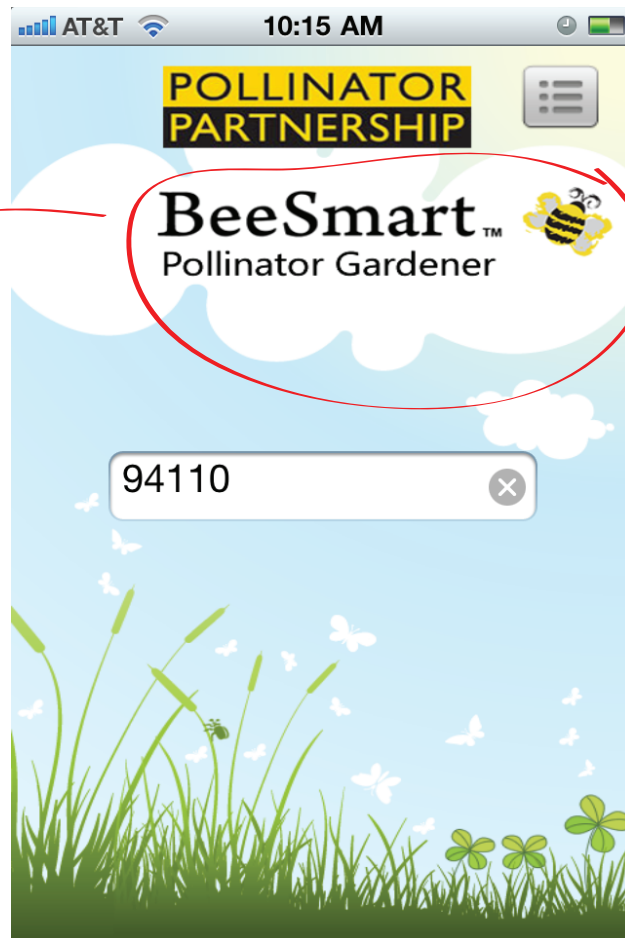 AT&T 10:15 AM
POLLINATOR
PARTNERSHIP
BeeSmart™
Pollinator Gardener
94110